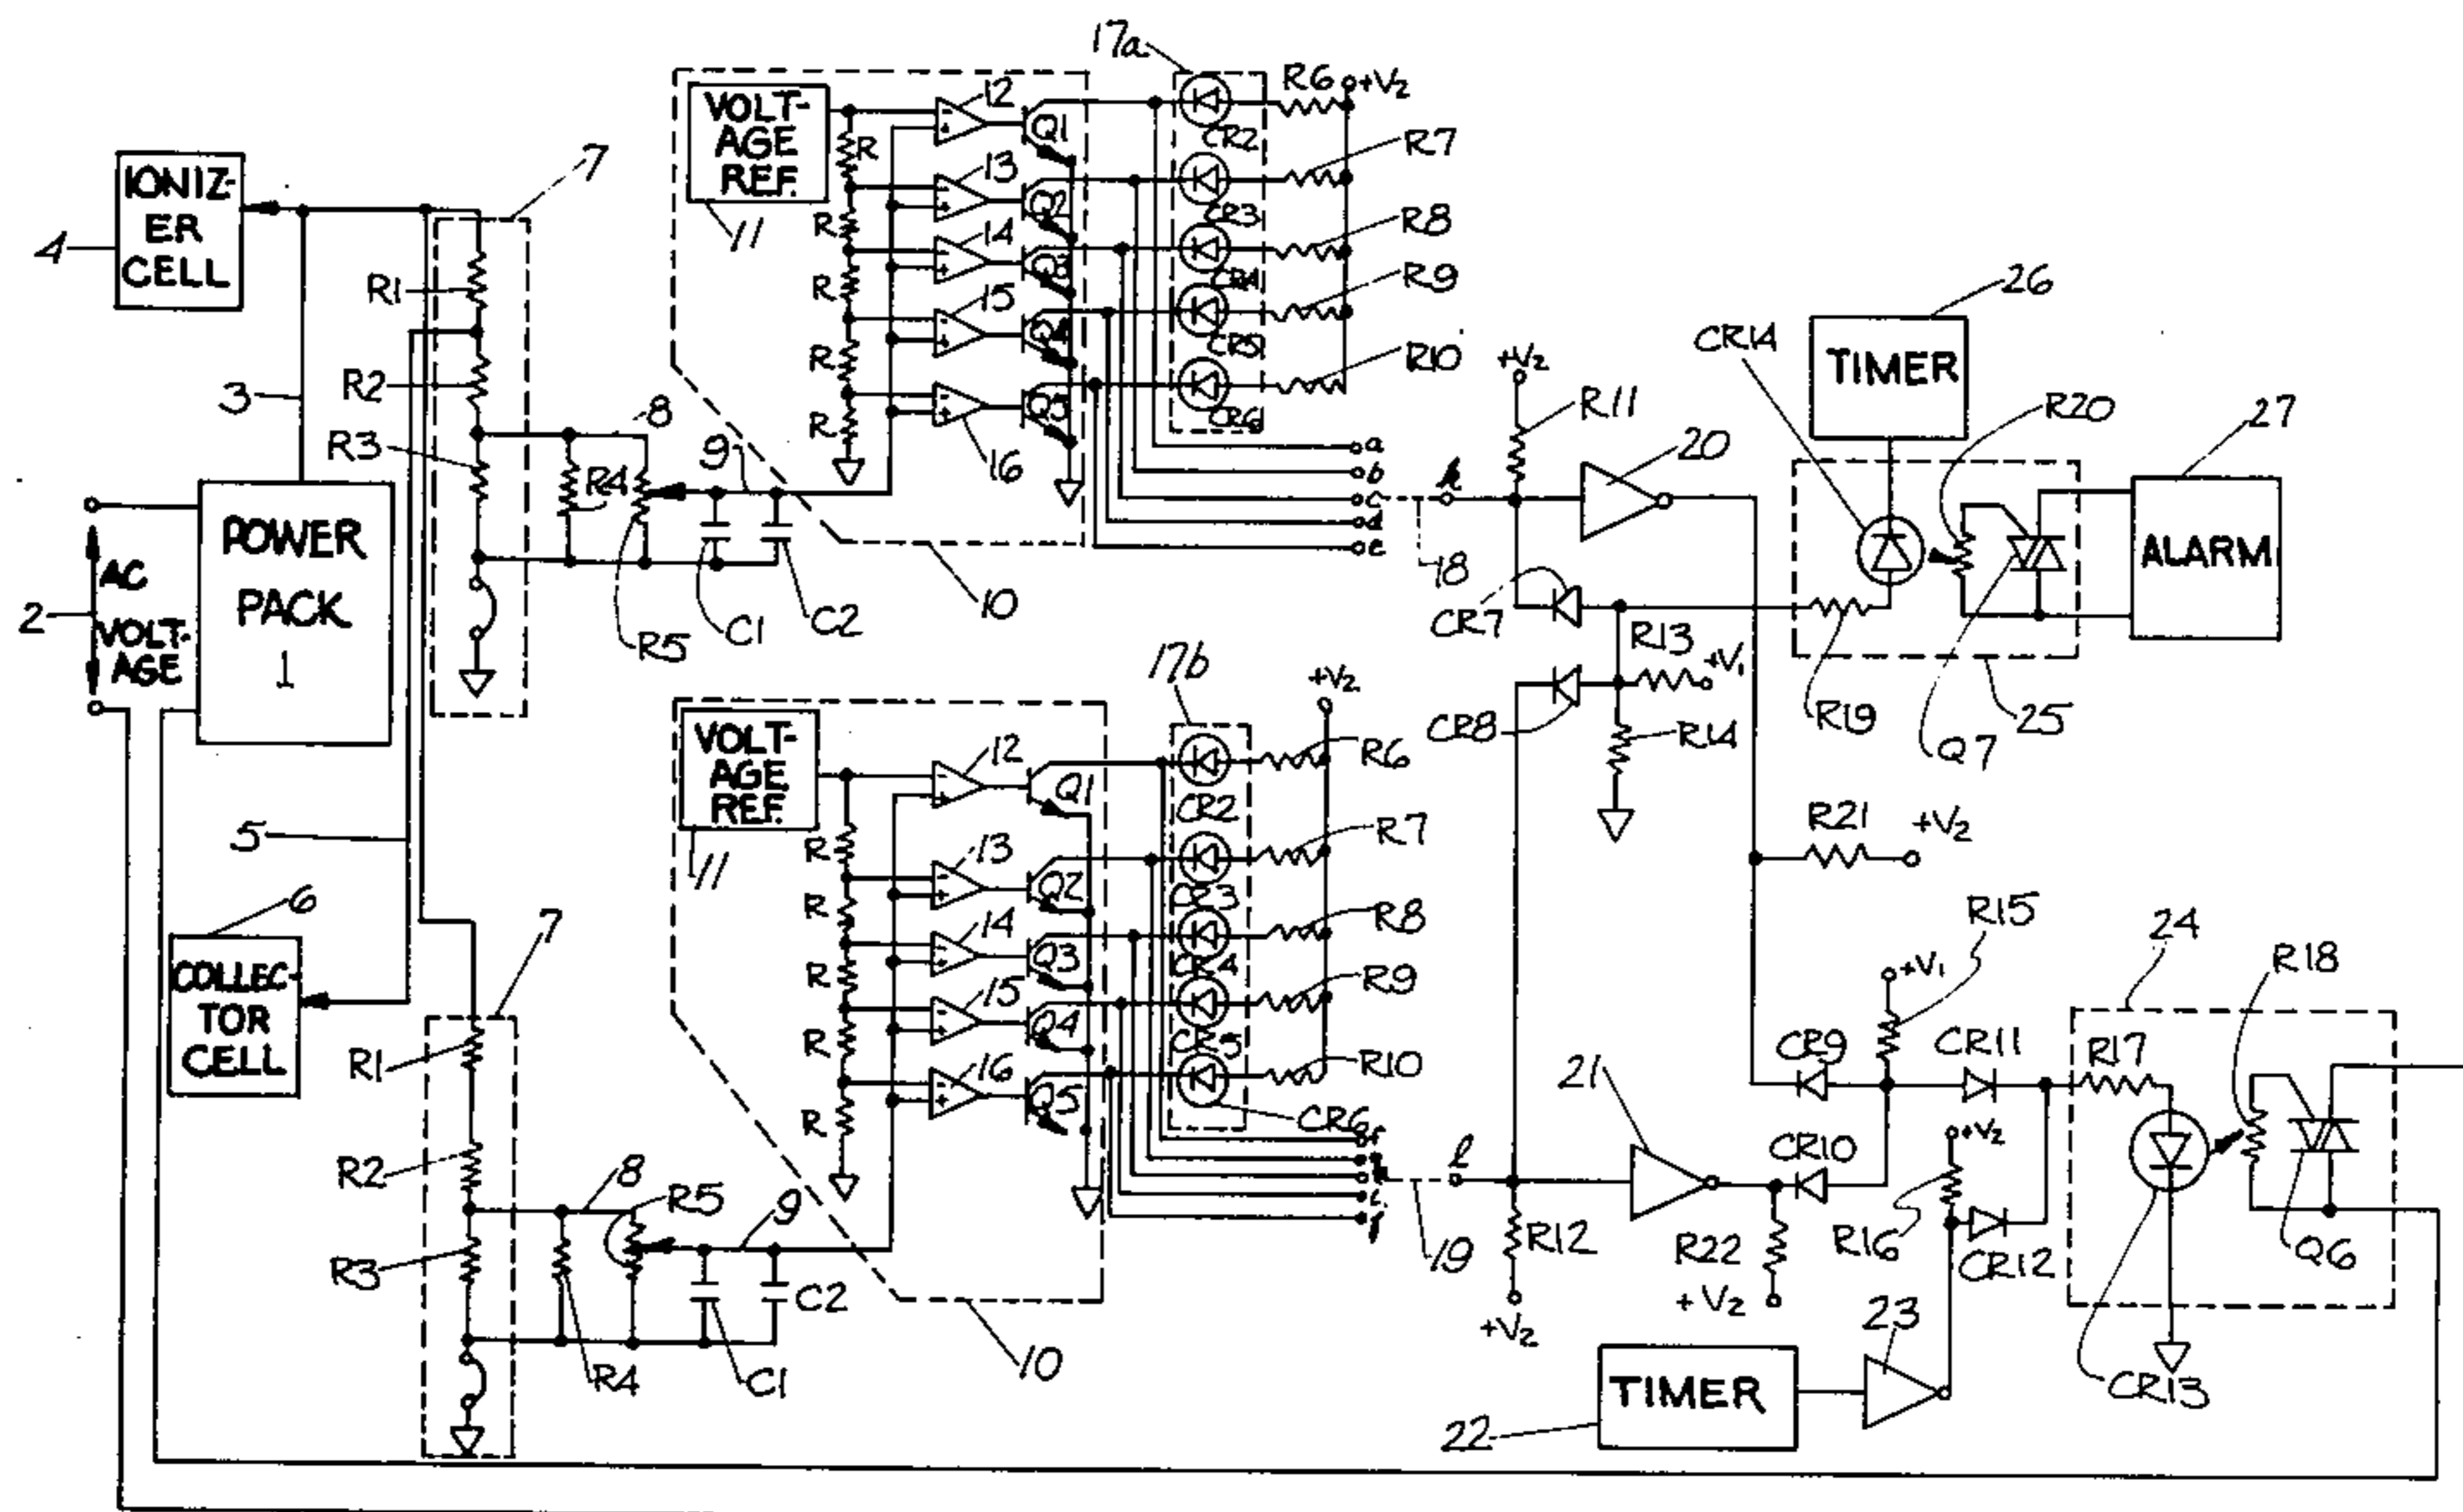 17a
R6
+V2
VOLT-
AGE
REF.
11
12
Q1
CR2
R
R7
13
Q2
CR3
R
R8
14
Q3
CR4
R
R9
15
Q4
CR5
R
R10
16
Q5
CR6
R
IONIZ-
ER
CELL
4
7
R1
R2
R3
3
8
R4
R5
9
C1
C2
10
a
b
c
d
e
k
18
+V2
R11
20
CR7
CR8
R13
+V1
R14
26
TIMER
CR14
R20
27
ALARM
R19
Q7
25
2
AC
VOLT-
AGE
POWER
PACK
1
5
6
COLLEC-
TOR
CELL
7
R1
R2
R3
8
R5
R4
9
C1
C2
10
17b
+V2
VOLT-
AGE
REF.
11
12
Q1
CR2
R6
R
13
Q2
CR3
R7
R
14
Q3
CR4
R8
R
15
Q4
CR5
R9
R
16
Q5
CR6
R10
R
f
i
j
l
19
R12
+V2
21
R21
+V2
R15
+V1
CR9
CR10
CR11
R22
+V2
R16
+V2
CR12
24
R17
R18
Q6
CR13
TIMER
22
23